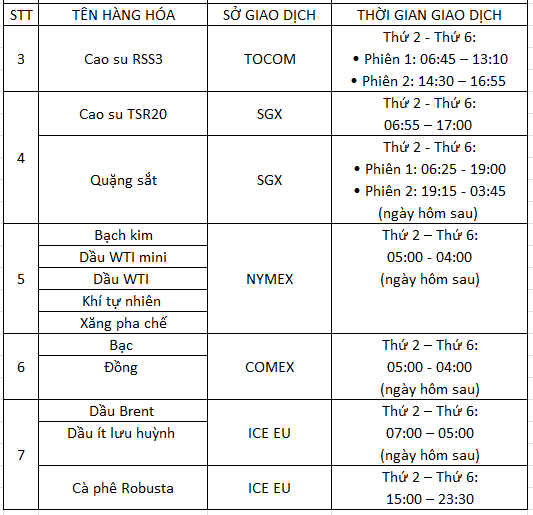 STT TÊN HÀNG HÓA SỞ GIAO DỊCH THỜI GIAN GIAO DỊCH
3 Cao su RSS3 TOCOM Thứ 2 - Thứ 6:
• Phiên 1: 06:45 – 13:10
• Phiên 2: 14:30 – 16:55
4 Cao su TSR20 SGX Thứ 2 - Thứ 6:
06:55 – 17:00
Quặng sắt SGX Thứ 2 - Thứ 6:
• Phiên 1: 06:25 - 19:00
• Phiên 2: 19:15 - 03:45
(ngày hôm sau)
5 Bạch kim NYMEX Thứ 2 – Thứ 6:
Dầu WTI mini 05:00 - 04:00
Dầu WTI (ngày hôm sau)
Khí tự nhiên
Xăng pha chế
6 Bạc COMEX Thứ 2 – Thứ 6:
Đồng 05:00 - 04:00
(ngày hôm sau)
7 Dầu Brent ICE EU Thứ 2 – Thứ 6:
Dầu ít lưu huỳnh 07:00 – 05:00
(ngày hôm sau)
Cà phê Robusta ICE EU Thứ 2 – Thứ 6:
15:00 – 23:30